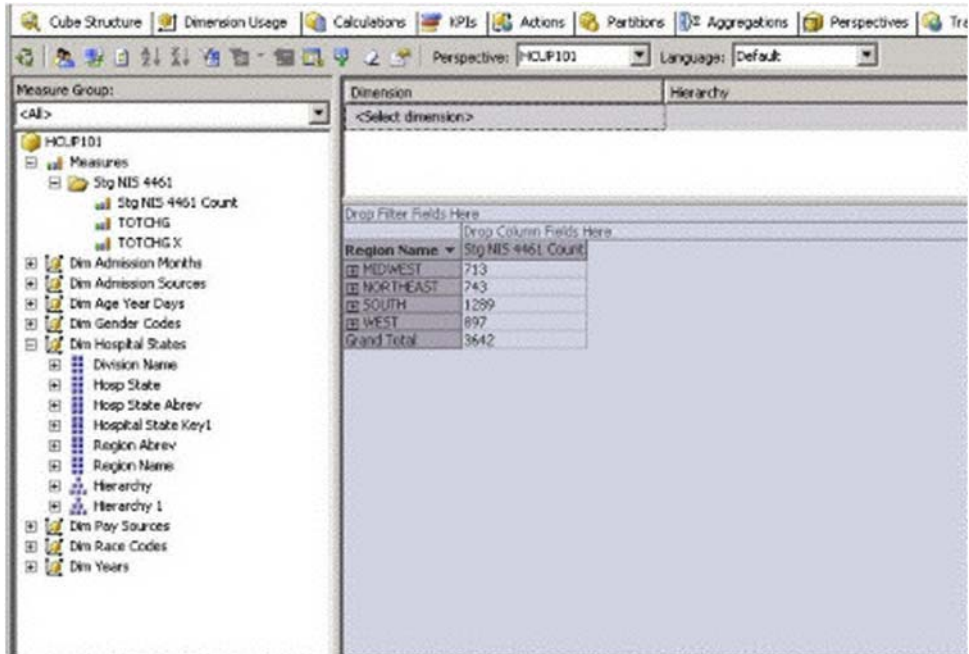 Cube Structure Dimension Usage Calculations KPIs Actions Partitions Aggregations Perspectives Tra
Perspective: HCUP101 Language: Default
Measure Group:
<All>
HCUP101
Measures
Stg NIS 4461
Stg NIS 4461 Count
TOTCHG
TOTCHG X
Dim Admission Months
Dim Admission Sources
Dim Age Year Days
Dim Gender Codes
Dim Hospital States
Division Name
Hosp State
Hosp State Abrev
Hospital State Key1
Region Abrev
Region Name
Hierarchy
Hierarchy 1
Dim Pay Sources
Dim Race Codes
Dim Years
Dimension Hierarchy
<Select dimension>
Drop Filter Fields Here
Drop Column Fields Here
Region Name Stg NIS 4461 Count
MIDWEST 713
NORTHEAST 743
SOUTH 1289
WEST 897
Grand Total 3642